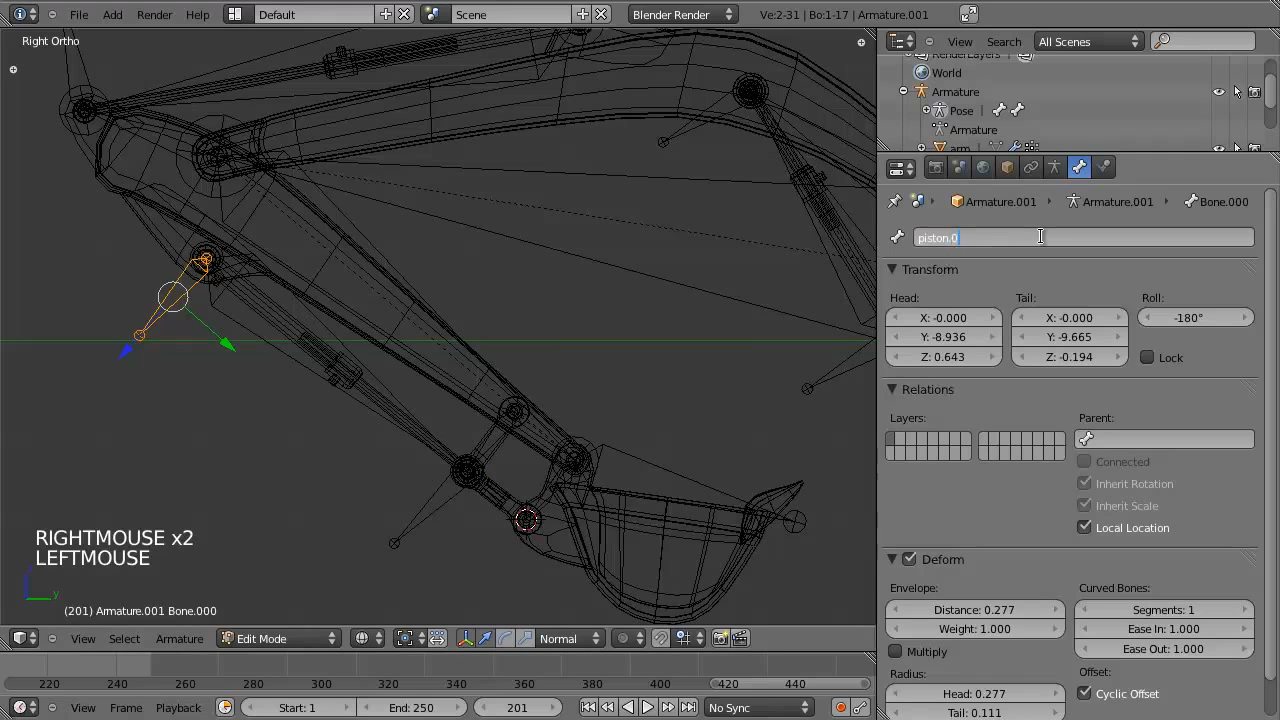 File Add Render Help Default Scene Blender Render Ve:2-31 | Bo:1-17 | Armature.001
Right Ortho
View Search All Scenes
RenderLayers
World
Armature
Pose
Armature
arm
Armature.001 Armature.001 Bone.000
piston.0
Transform
Head: Tail: Roll:
X: -0.000 X: -0.000 -180°
Y: -8.936 Y: -9.665
Z: 0.643 Z: -0.194 Lock
Relations
Layers: Parent:
Connected
Inherit Rotation
Inherit Scale
Local Location
Deform
Envelope: Curved Bones:
Distance: 0.277 Segments: 1
Weight: 1.000 Ease In: 1.000
Multiply Ease Out: 1.000
Radius: Offset:
Head: 0.277 Cyclic Offset
Tail: 0.111
RIGHTMOUSE x2
LEFTMOUSE
y
(201) Armature.001 Bone.000
View Select Armature Edit Mode Normal
220 240 260 280 300 320 340 360 380 400 420 440
View Frame Playback Start: 1 End: 250 201 No Sync